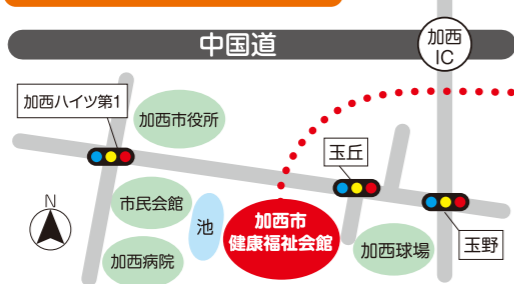 中国道
加西
IC
加西ハイツ第1
加西市役所
玉丘
N
市民会館
池
加西市
健康福祉会館
加西病院
加西球場
玉野